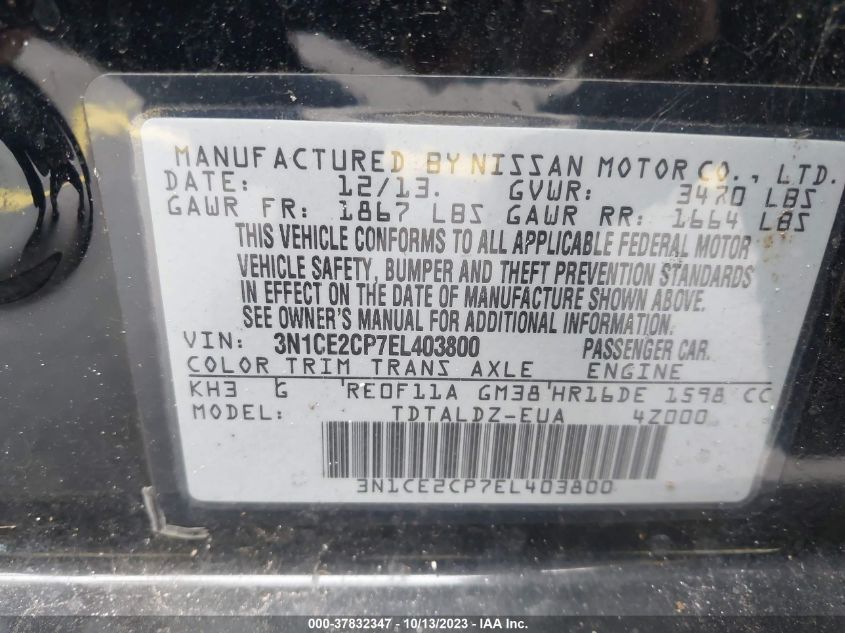 MANUFACTURED BY NISSAN MOTOR CO., LTD.
DATE: 12/13. GVWR: 3470 LBS
GAWR FR: 1867 LBS GAWR RR: 1664 LBS
THIS VEHICLE CONFORMS TO ALL APPLICABLE FEDERAL MOTOR
VEHICLE SAFETY, BUMPER AND THEFT PREVENTION STANDARDS
IN EFFECT ON THE DATE OF MANUFACTURE SHOWN ABOVE.
SEE OWNER'S MANUAL FOR ADDITIONAL INFORMATION.
VIN: 3N1CE2CP7EL403800 PASSENGER CAR.
COLOR TRIM TRANS AXLE ENGINE
KH3 G RE0F11A GM38 HR16DE 1598 CC
MODEL: TDTALDZ-EUA 4Z000
3N1CE2CP7EL403800
000-37832347 - 10/13/2023 - Copyright © 2023 IAA, Inc.